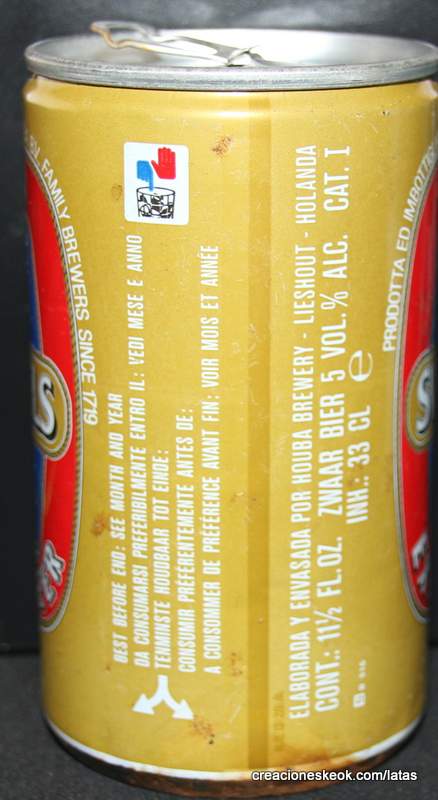 B.V. FAMILY BREWERS SINCE 1719
BEST BEFORE END: SEE MONTH AND YEAR
DA CONSUMARSI PREFERIBILMENTE ENTRO IL: VEDI MESE E ANNO
TENMINSTE HOUDBAAR TOT EINDE:
CONSUMIR PREFERENTEMENTE ANTES DE:
A CONSOMMER DE PRÉFÉRENCE AVANT FIN: VOIR MOIS ET ANNÉE
ELABORADA Y ENVASADA POR HOUBA BREWERY - LIESHOUT - HOLANDA
CONT.: 11½ FL.OZ. ZWAAR BIER 5 VOL.% ALC. CAT. I
INH.: 33 CL e
PRODOTTA ED IMBOTT
LS
ER
S
creacioneskeok.com/latas